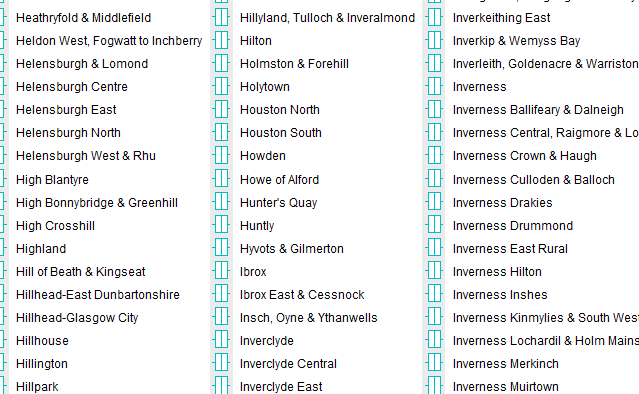 Heathryfold & Middlefield
Heldon West, Fogwatt to Inchberry
Helensburgh & Lomond
Helensburgh Centre
Helensburgh East
Helensburgh North
Helensburgh West & Rhu
High Blantyre
High Bonnybridge & Greenhill
High Crosshill
Highland
Hill of Beath & Kingseat
Hillhead-East Dunbartonshire
Hillhead-Glasgow City
Hillhouse
Hillington
Hillpark
Hillyland, Tulloch & Inveralmond
Hilton
Holmston & Forehill
Holytown
Houston North
Houston South
Howden
Howe of Alford
Hunter's Quay
Huntly
Hyvots & Gilmerton
Ibrox
Ibrox East & Cessnock
Insch, Oyne & Ythanwells
Inverclyde
Inverclyde Central
Inverclyde East
Inverkeithing East
Inverkip & Wemyss Bay
Inverleith, Goldenacre & Warriston
Inverness
Inverness Ballifeary & Dalneigh
Inverness Central, Raigmore & Lo
Inverness Crown & Haugh
Inverness Culloden & Balloch
Inverness Drakies
Inverness Drummond
Inverness East Rural
Inverness Hilton
Inverness Inshes
Inverness Kinmylies & South West
Inverness Lochardil & Holm Mains
Inverness Merkinch
Inverness Muirtown